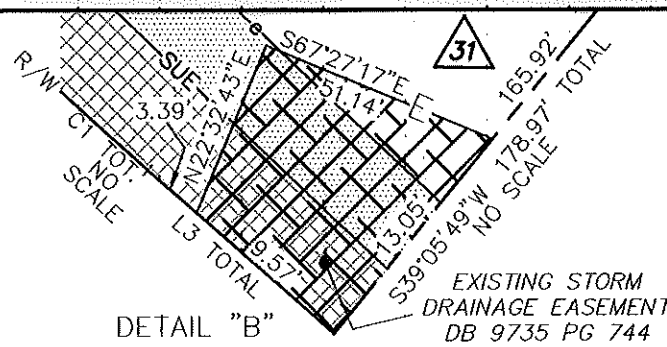 31
S67°27'17"E
51.14'
E
e
SUE
R/W
C1 TOT.
NO
SCALE
3.39'
N22°32'43"E
165.92'
178.97' TOTAL
S39°05'49"W
NO SCALE
13.05'
L3 TOTAL
9.57'
DETAIL "B"
EXISTING STORM
DRAINAGE EASEMENT
DB 9735 PG 744